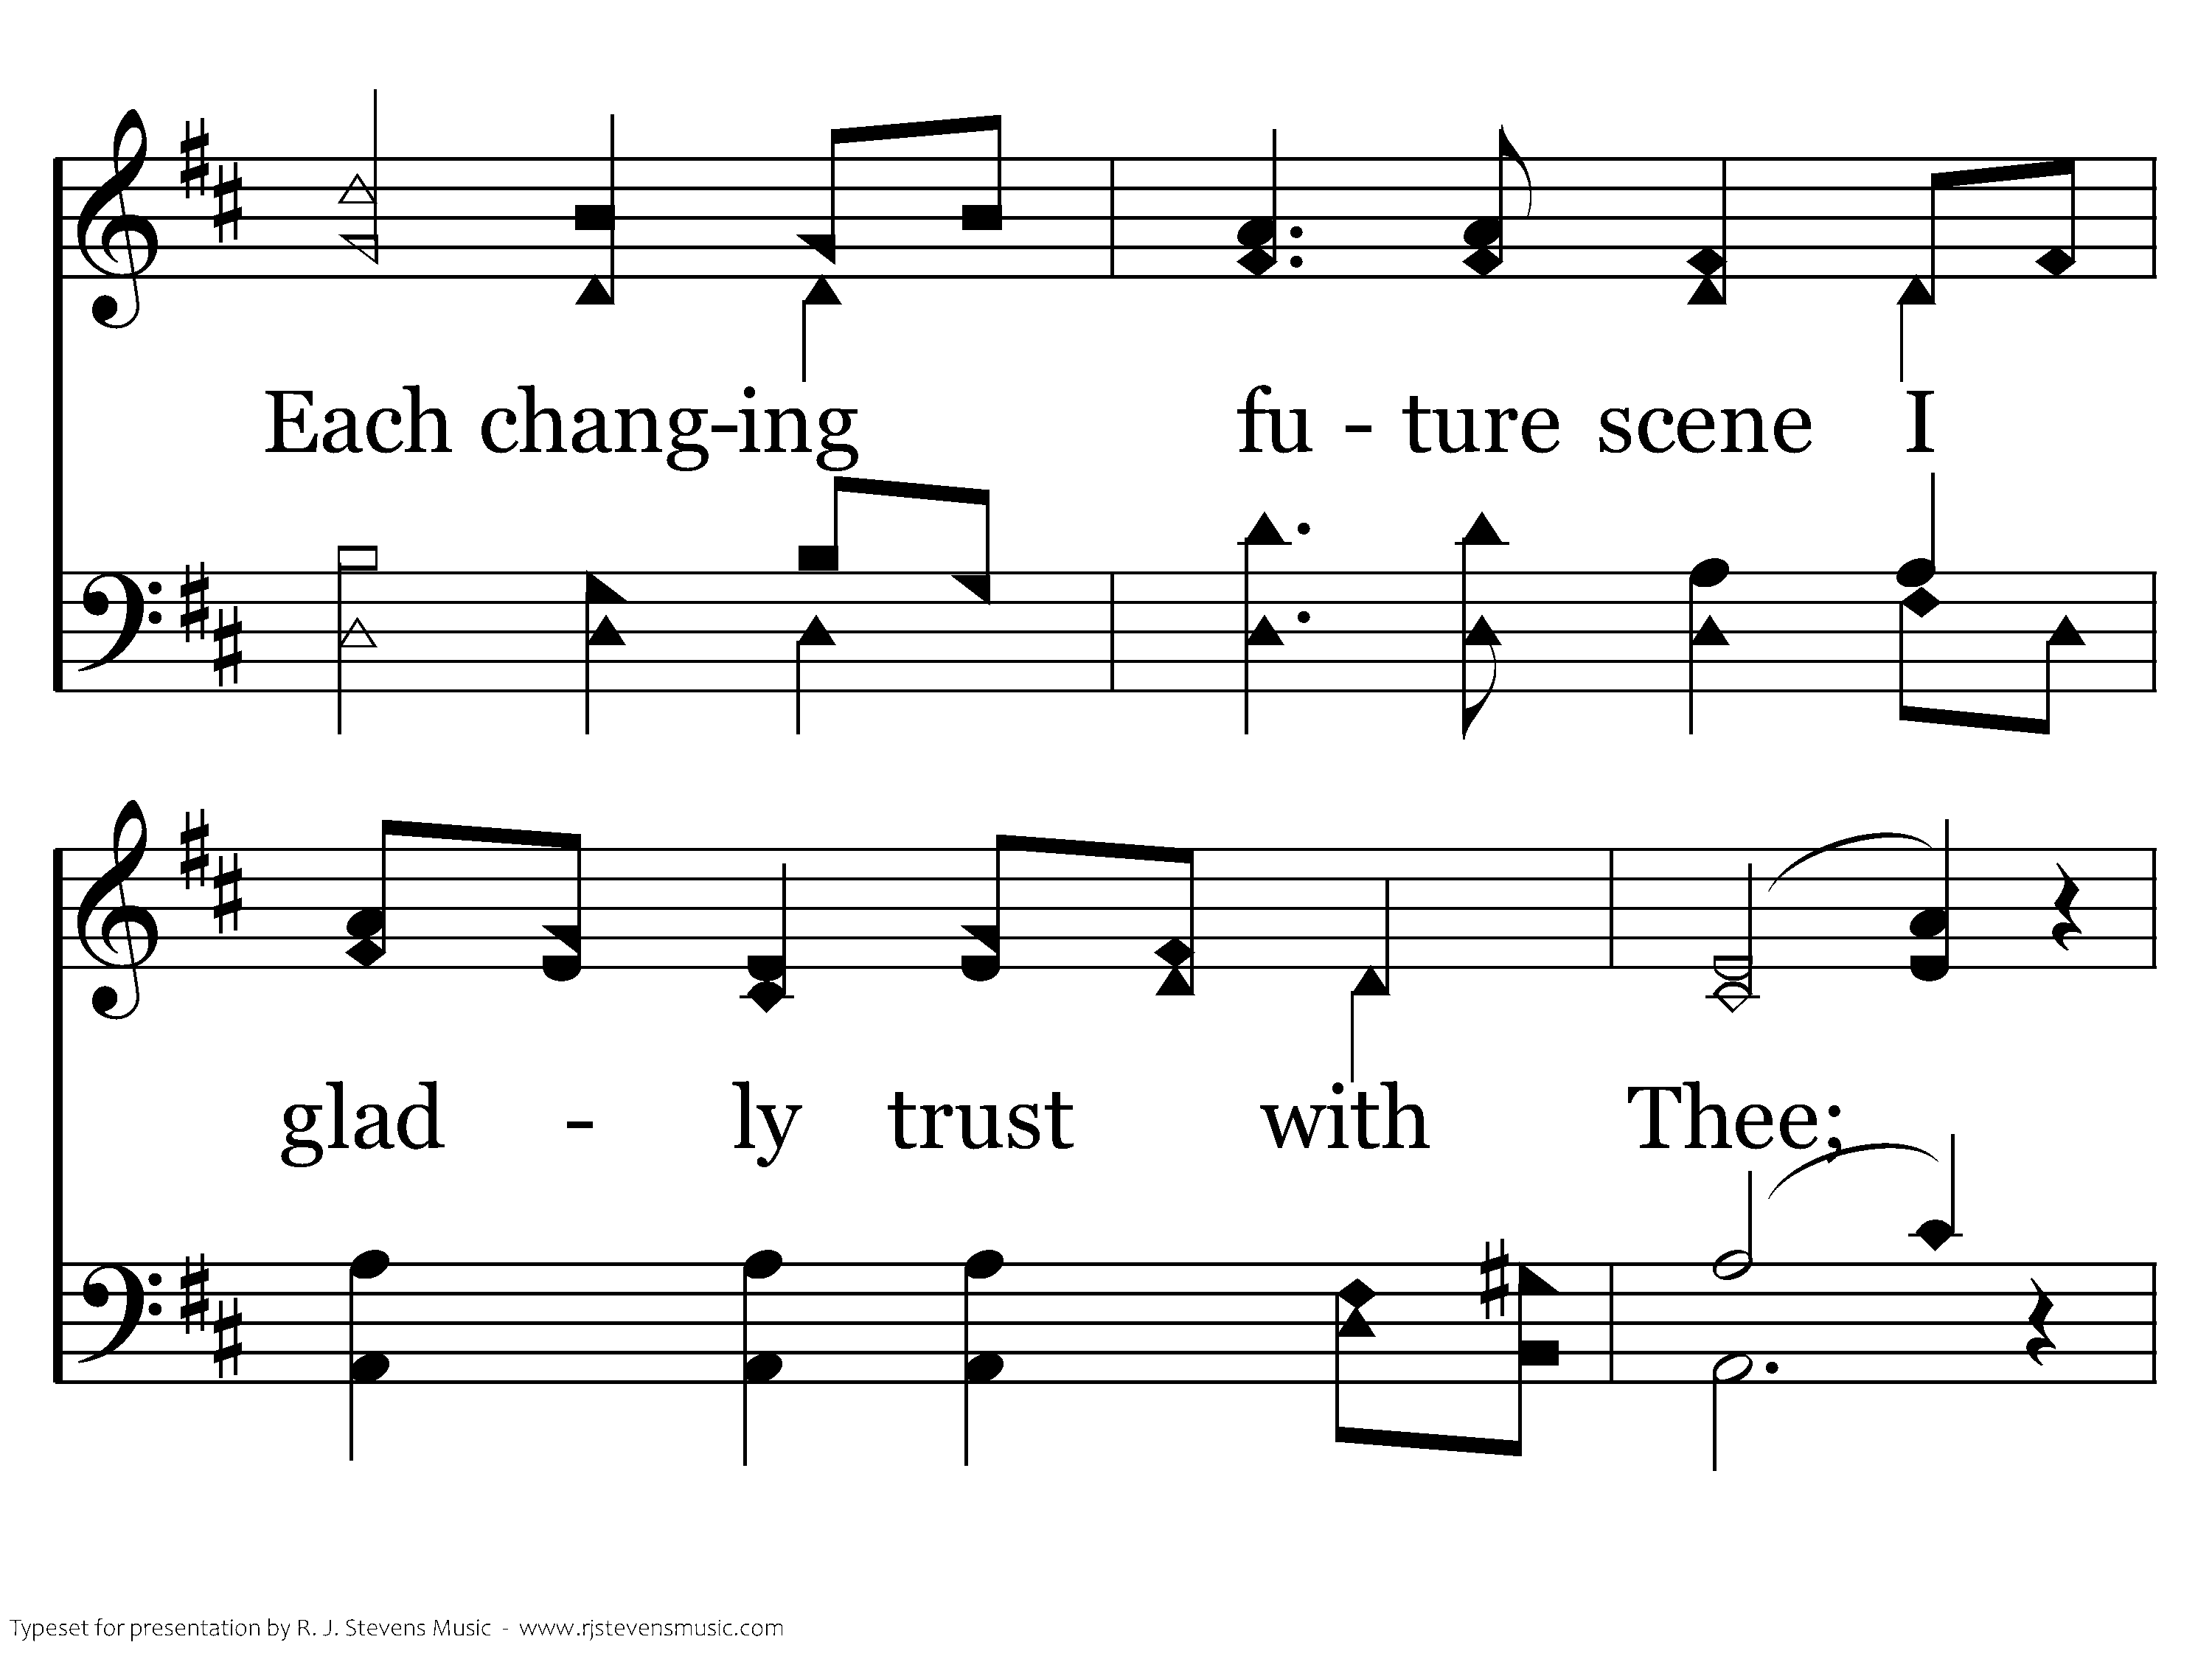 Each chang-ing fu - ture scene I
glad - ly trust with Thee;
Typeset for presentation by R. J. Stevens Music - www.rjstevensmusic.com